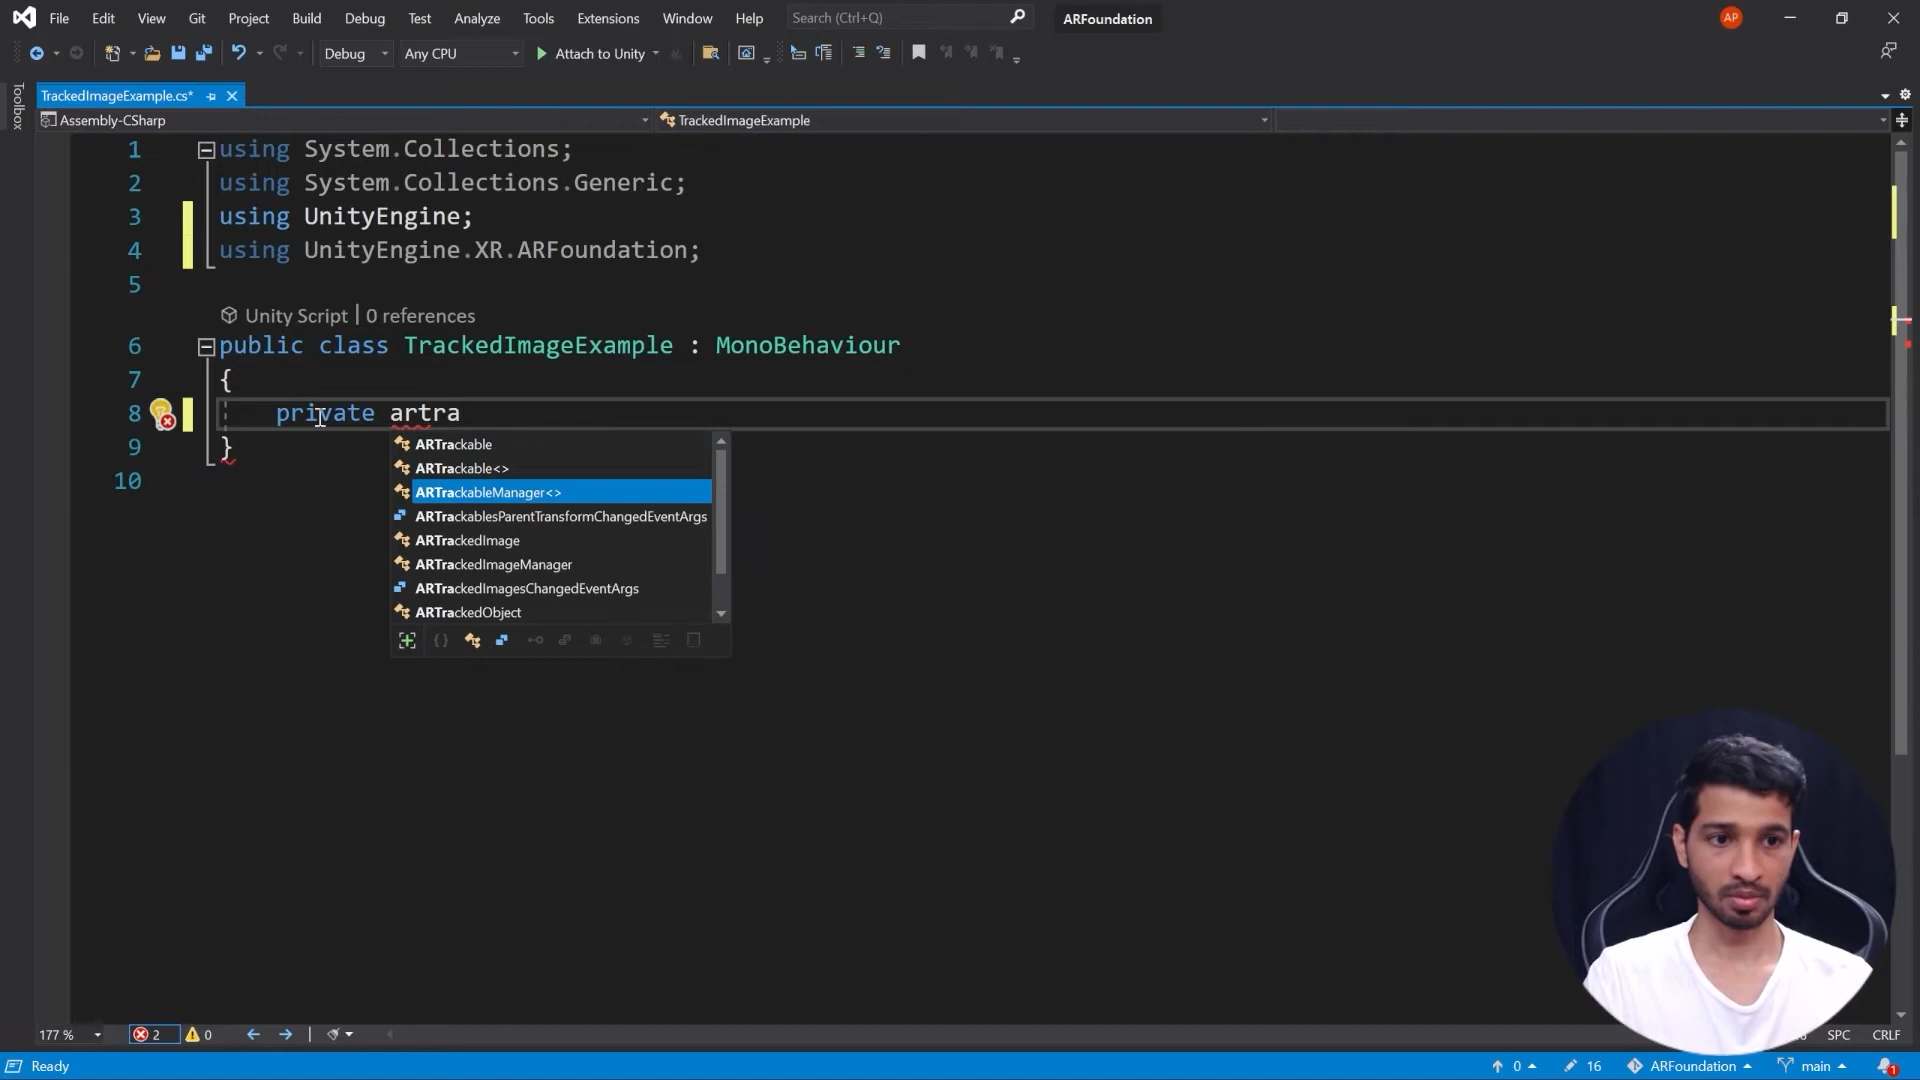 File Edit View Git Project Build Debug Test Analyze Tools Extensions Window Help Search (Ctrl+Q) ARFoundation AP
Debug Any CPU Attach to Unity
Toolbox
TrackedImageExample.cs*
Assembly-CSharp TrackedImageExample
1 using System.Collections;
2 using System.Collections.Generic;
3 using UnityEngine;
4 using UnityEngine.XR.ARFoundation;
5
Unity Script | 0 references
6 public class TrackedImageExample : MonoBehaviour
7 {
8 private artra
9 }
10
ARTrackable
ARTrackable<>
ARTrackableManager<>
ARTrackablesParentTransformChangedEventArgs
ARTrackedImage
ARTrackedImageManager
ARTrackedImagesChangedEventArgs
ARTrackedObject
177 % 2 0 SPC CRLF
Ready 0 16 ARFoundation main 1